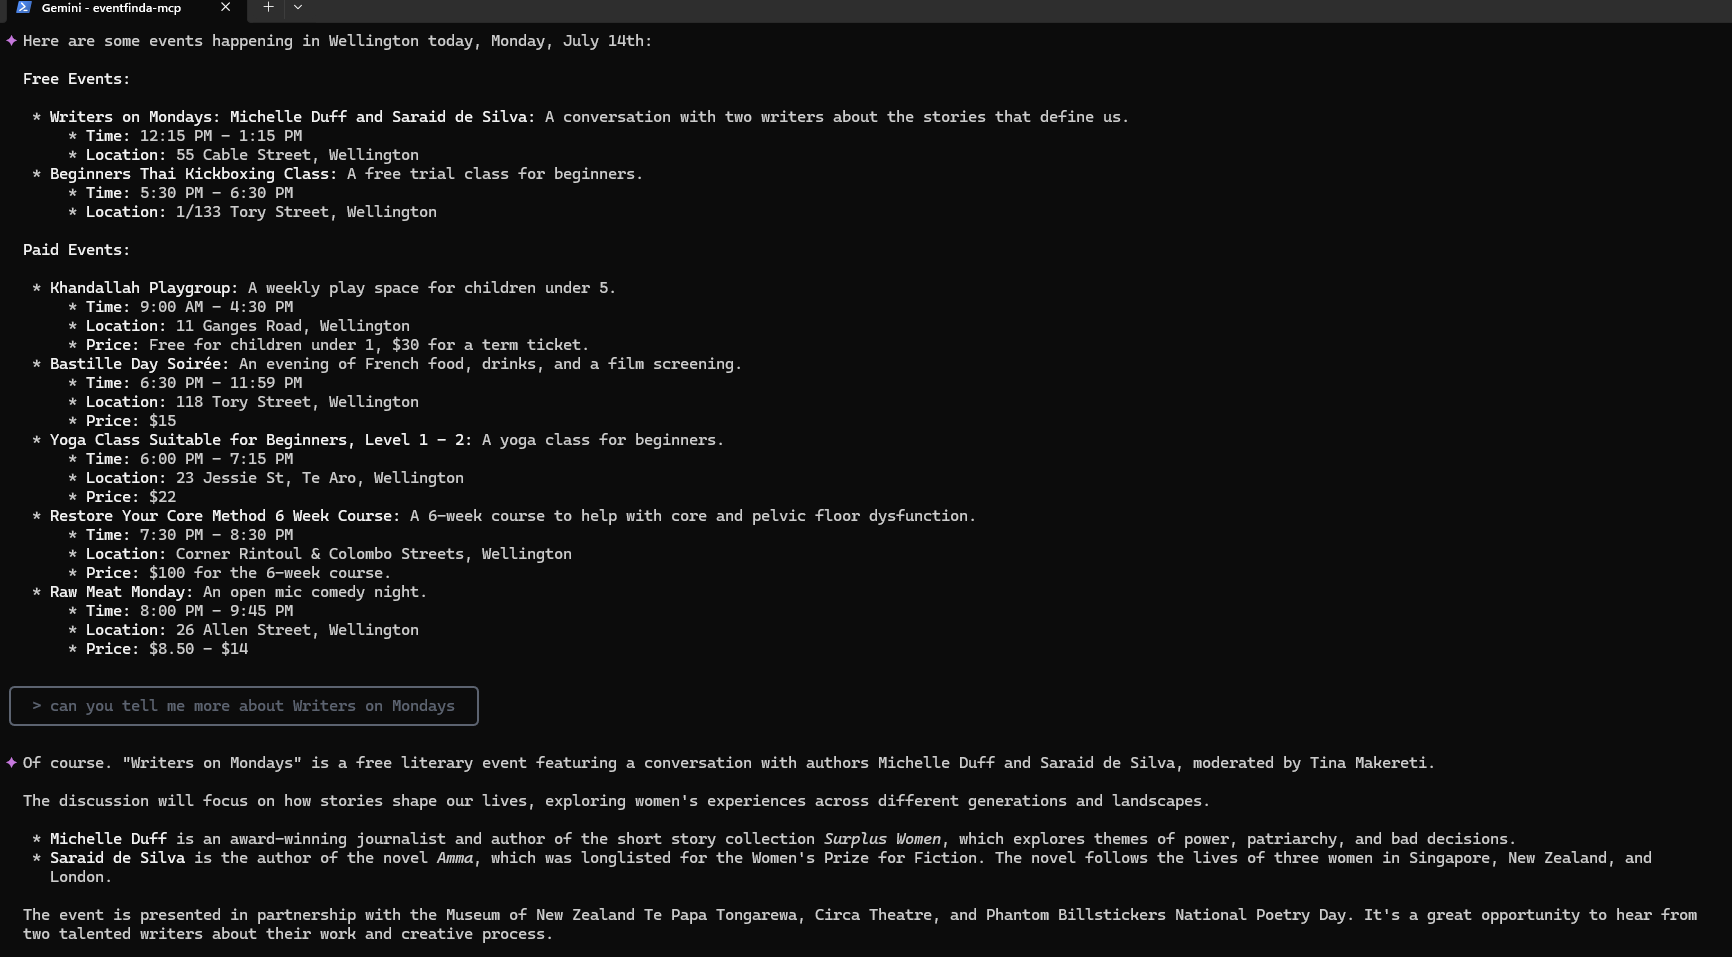 Gemini - eventfinda-mcp
Here are some events happening in Wellington today, Monday, July 14th:
Free Events:
* Writers on Mondays: Michelle Duff and Saraid de Silva: A conversation with two writers about the stories that define us.
* Time: 12:15 PM - 1:15 PM
* Location: 55 Cable Street, Wellington
* Beginners Thai Kickboxing Class: A free trial class for beginners.
* Time: 5:30 PM - 6:30 PM
* Location: 1/133 Tory Street, Wellington
Paid Events:
* Khandallah Playgroup: A weekly play space for children under 5.
* Time: 9:00 AM - 4:30 PM
* Location: 11 Ganges Road, Wellington
* Price: Free for children under 1, $30 for a term ticket.
* Bastille Day Soirée: An evening of French food, drinks, and a film screening.
* Time: 6:30 PM - 11:59 PM
* Location: 118 Tory Street, Wellington
* Price: $15
* Yoga Class Suitable for Beginners, Level 1 - 2: A yoga class for beginners.
* Time: 6:00 PM - 7:15 PM
* Location: 23 Jessie St, Te Aro, Wellington
* Price: $22
* Restore Your Core Method 6 Week Course: A 6-week course to help with core and pelvic floor dysfunction.
* Time: 7:30 PM - 8:30 PM
* Location: Corner Rintoul & Colombo Streets, Wellington
* Price: $100 for the 6-week course.
* Raw Meat Monday: An open mic comedy night.
* Time: 8:00 PM - 9:45 PM
* Location: 26 Allen Street, Wellington
* Price: $8.50 - $14
> can you tell me more about Writers on Mondays
Of course. "Writers on Mondays" is a free literary event featuring a conversation with authors Michelle Duff and Saraid de Silva, moderated by Tina Makereti.
The discussion will focus on how stories shape our lives, exploring women's experiences across different generations and landscapes.
* Michelle Duff is an award-winning journalist and author of the short story collection Surplus Women, which explores themes of power, patriarchy, and bad decisions.
* Saraid de Silva is the author of the novel Amma, which was longlisted for the Women's Prize for Fiction. The novel follows the lives of three women in Singapore, New Zealand, and
London.
The event is presented in partnership with the Museum of New Zealand Te Papa Tongarewa, Circa Theatre, and Phantom Billstickers National Poetry Day. It's a great opportunity to hear from
two talented writers about their work and creative process.